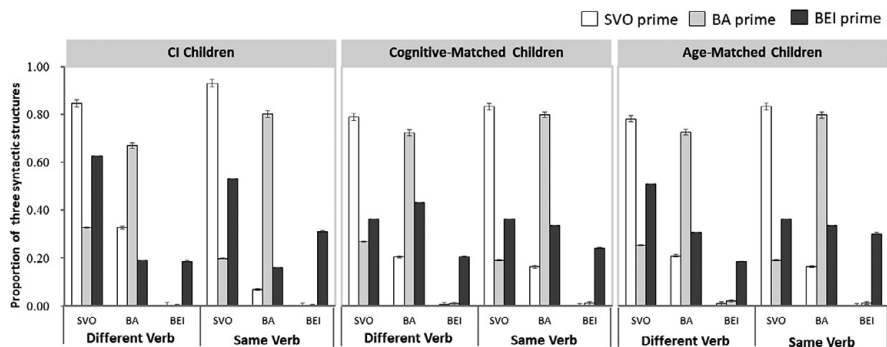 SVO prime BA prime BEI prime
CI Children Cognitive-Matched Children Age-Matched Children
Proportion of three syntactic structures
1.00
0.80
0.60
0.40
0.20
0.00
SVO BA BEI SVO BA BEI SVO BA BEI SVO BA BEI SVO BA BEI SVO BA BEI
Different Verb Same Verb Different Verb Same Verb Different Verb Same Verb